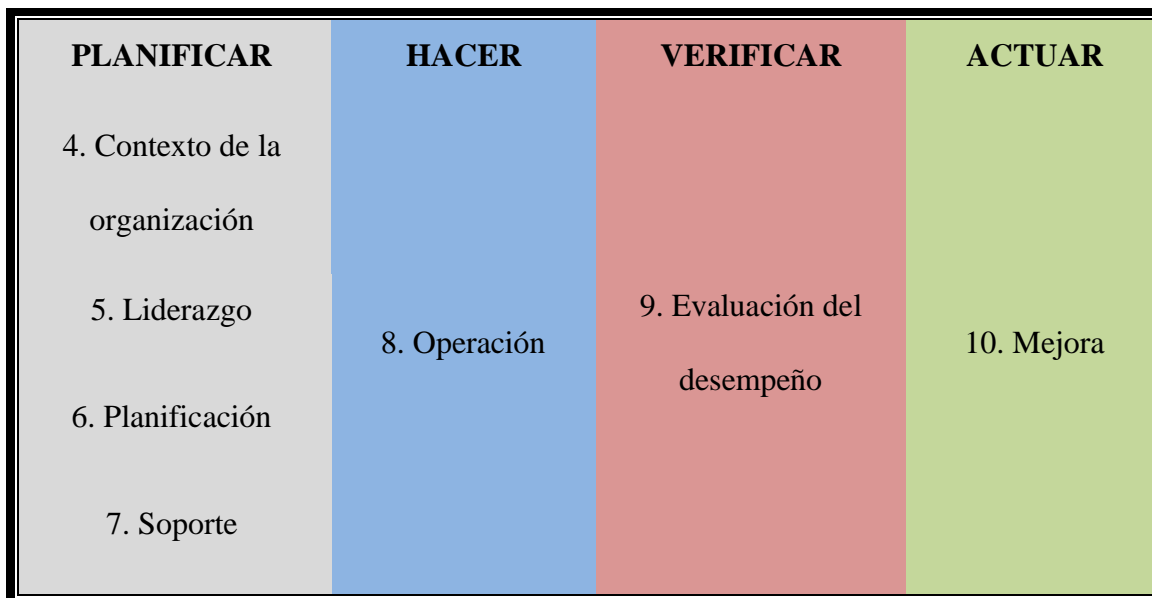 PLANIFICAR
4. Contexto de la
organización
5. Liderazgo
6. Planificación
7. Soporte
HACER
8. Operación
VERIFICAR
9. Evaluación del
desempeño
ACTUAR
10. Mejora